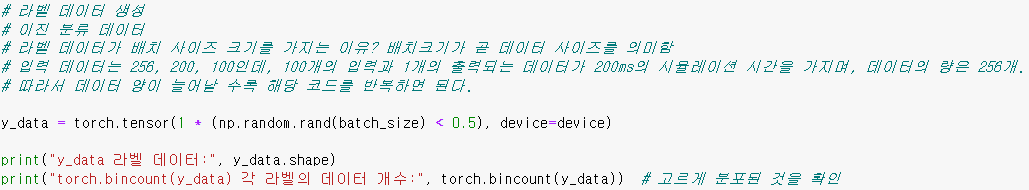 # 라벨 데이터 생성
# 이진 분류 데이터
# 라벨 데이터가 배치 사이즈 크기를 가지는 이유? 배치크기가 곧 데이터 사이즈를 의미함
# 입력 데이터는 256, 200, 100인데, 100개의 입력과 1개의 출력되는 데이터가 200ms의 시뮬레이션 시간을 가지며, 데이터의 량은 256개.
# 따라서 데이터 양이 늘어날 수록 해당 코드를 반복하면 된다.
y_data = torch.tensor(1 * (np.random.rand(batch_size) < 0.5), device=device)
print("y_data 라벨 데이터:", y_data.shape)
print("torch.bincount(y_data) 각 라벨의 데이터 개수:", torch.bincount(y_data))  # 고르게 분포된 것을 확인